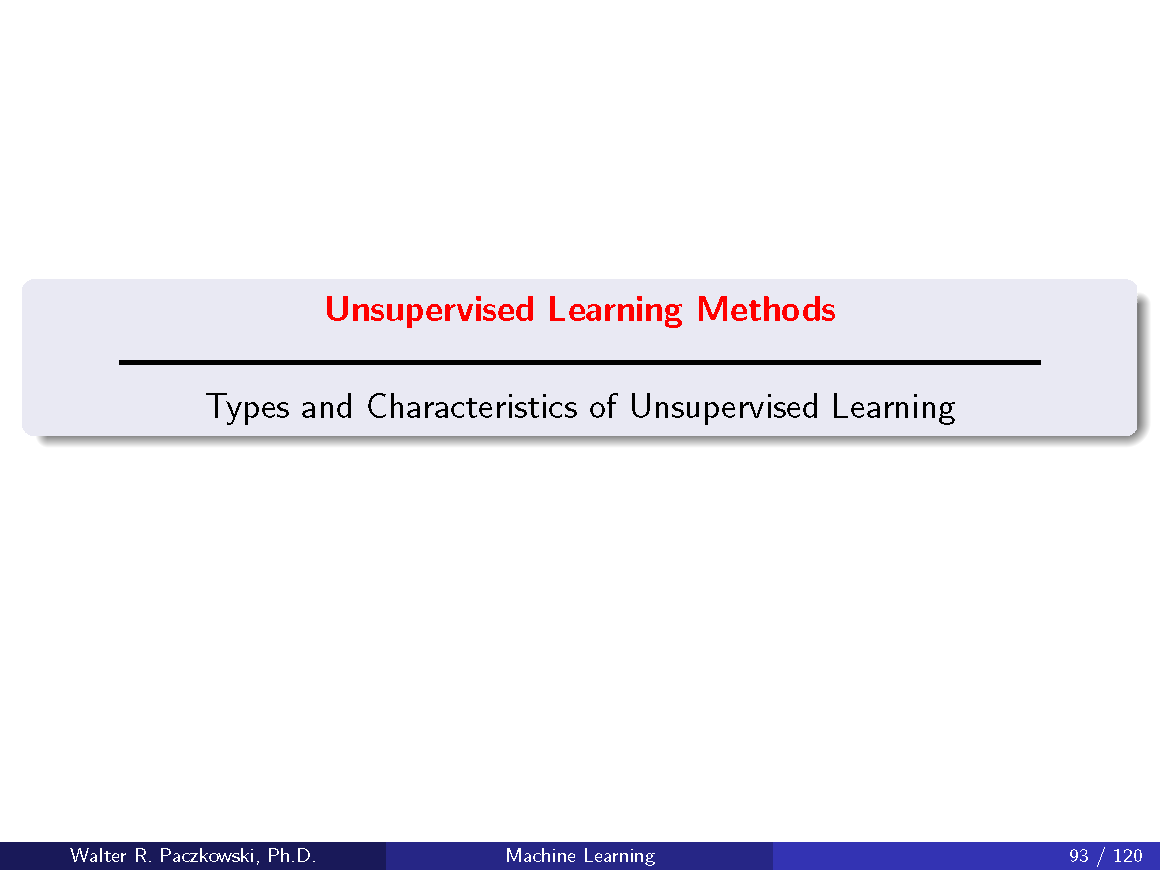 Unsupervised Learning Methods
Types and Characteristics of Unsupervised Learning
Walter R. Paczkowski, Ph.D.
Machine Learning
93 / 120